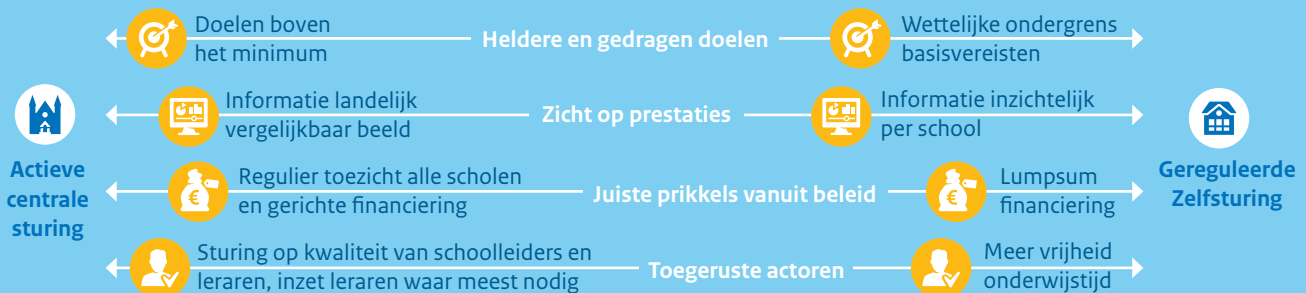 Doelen boven
het minimum
Heldere en gedragen doelen
Wettelijke ondergrens
basisvereisten
Informatie landelijk
vergelijkbaar beeld
Zicht op prestaties
Informatie inzichtelijk
per school
Actieve
centrale
sturing
Regulier toezicht alle scholen
en gerichte financiering
Juiste prikkels vanuit beleid
Lumpsum
financiering
Gereguleerde
Zelfsturing
Sturing op kwaliteit van schoolleiders en
leraren, inzet leraren waar meest nodig
Toegeruste actoren
Meer vrijheid
onderwijstijd